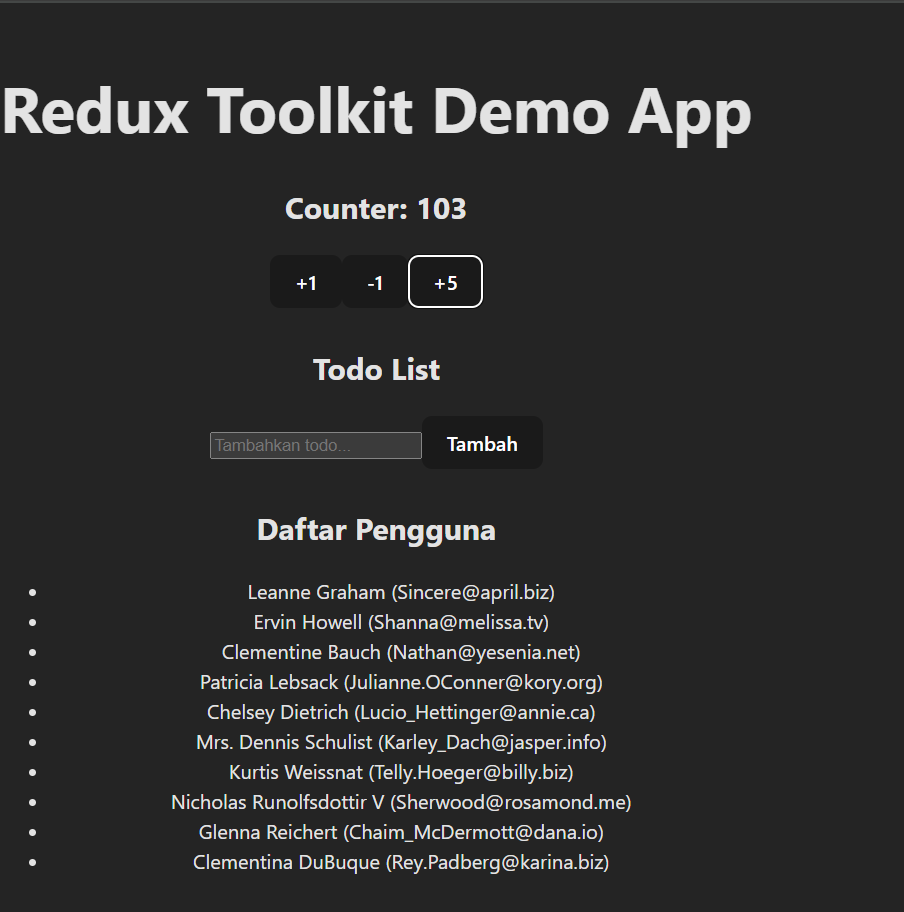 Redux Toolkit Demo App
Counter: 103
+1 -1 +5
Todo List
Tambahkan todo... Tambah
Daftar Pengguna
Leanne Graham (Sincere@april.biz)
Ervin Howell (Shanna@melissa.tv)
Clementine Bauch (Nathan@yesenia.net)
Patricia Lebsack (Julianne.OConner@kory.org)
Chelsey Dietrich (Lucio_Hettinger@annie.ca)
Mrs. Dennis Schulist (Karley_Dach@jasper.info)
Kurtis Weissnat (Telly.Hoeger@billy.biz)
Nicholas Runolfsdottir V (Sherwood@rosamond.me)
Glenna Reichert (Chaim_McDermott@dana.io)
Clementina DuBuque (Rey.Padberg@karina.biz)